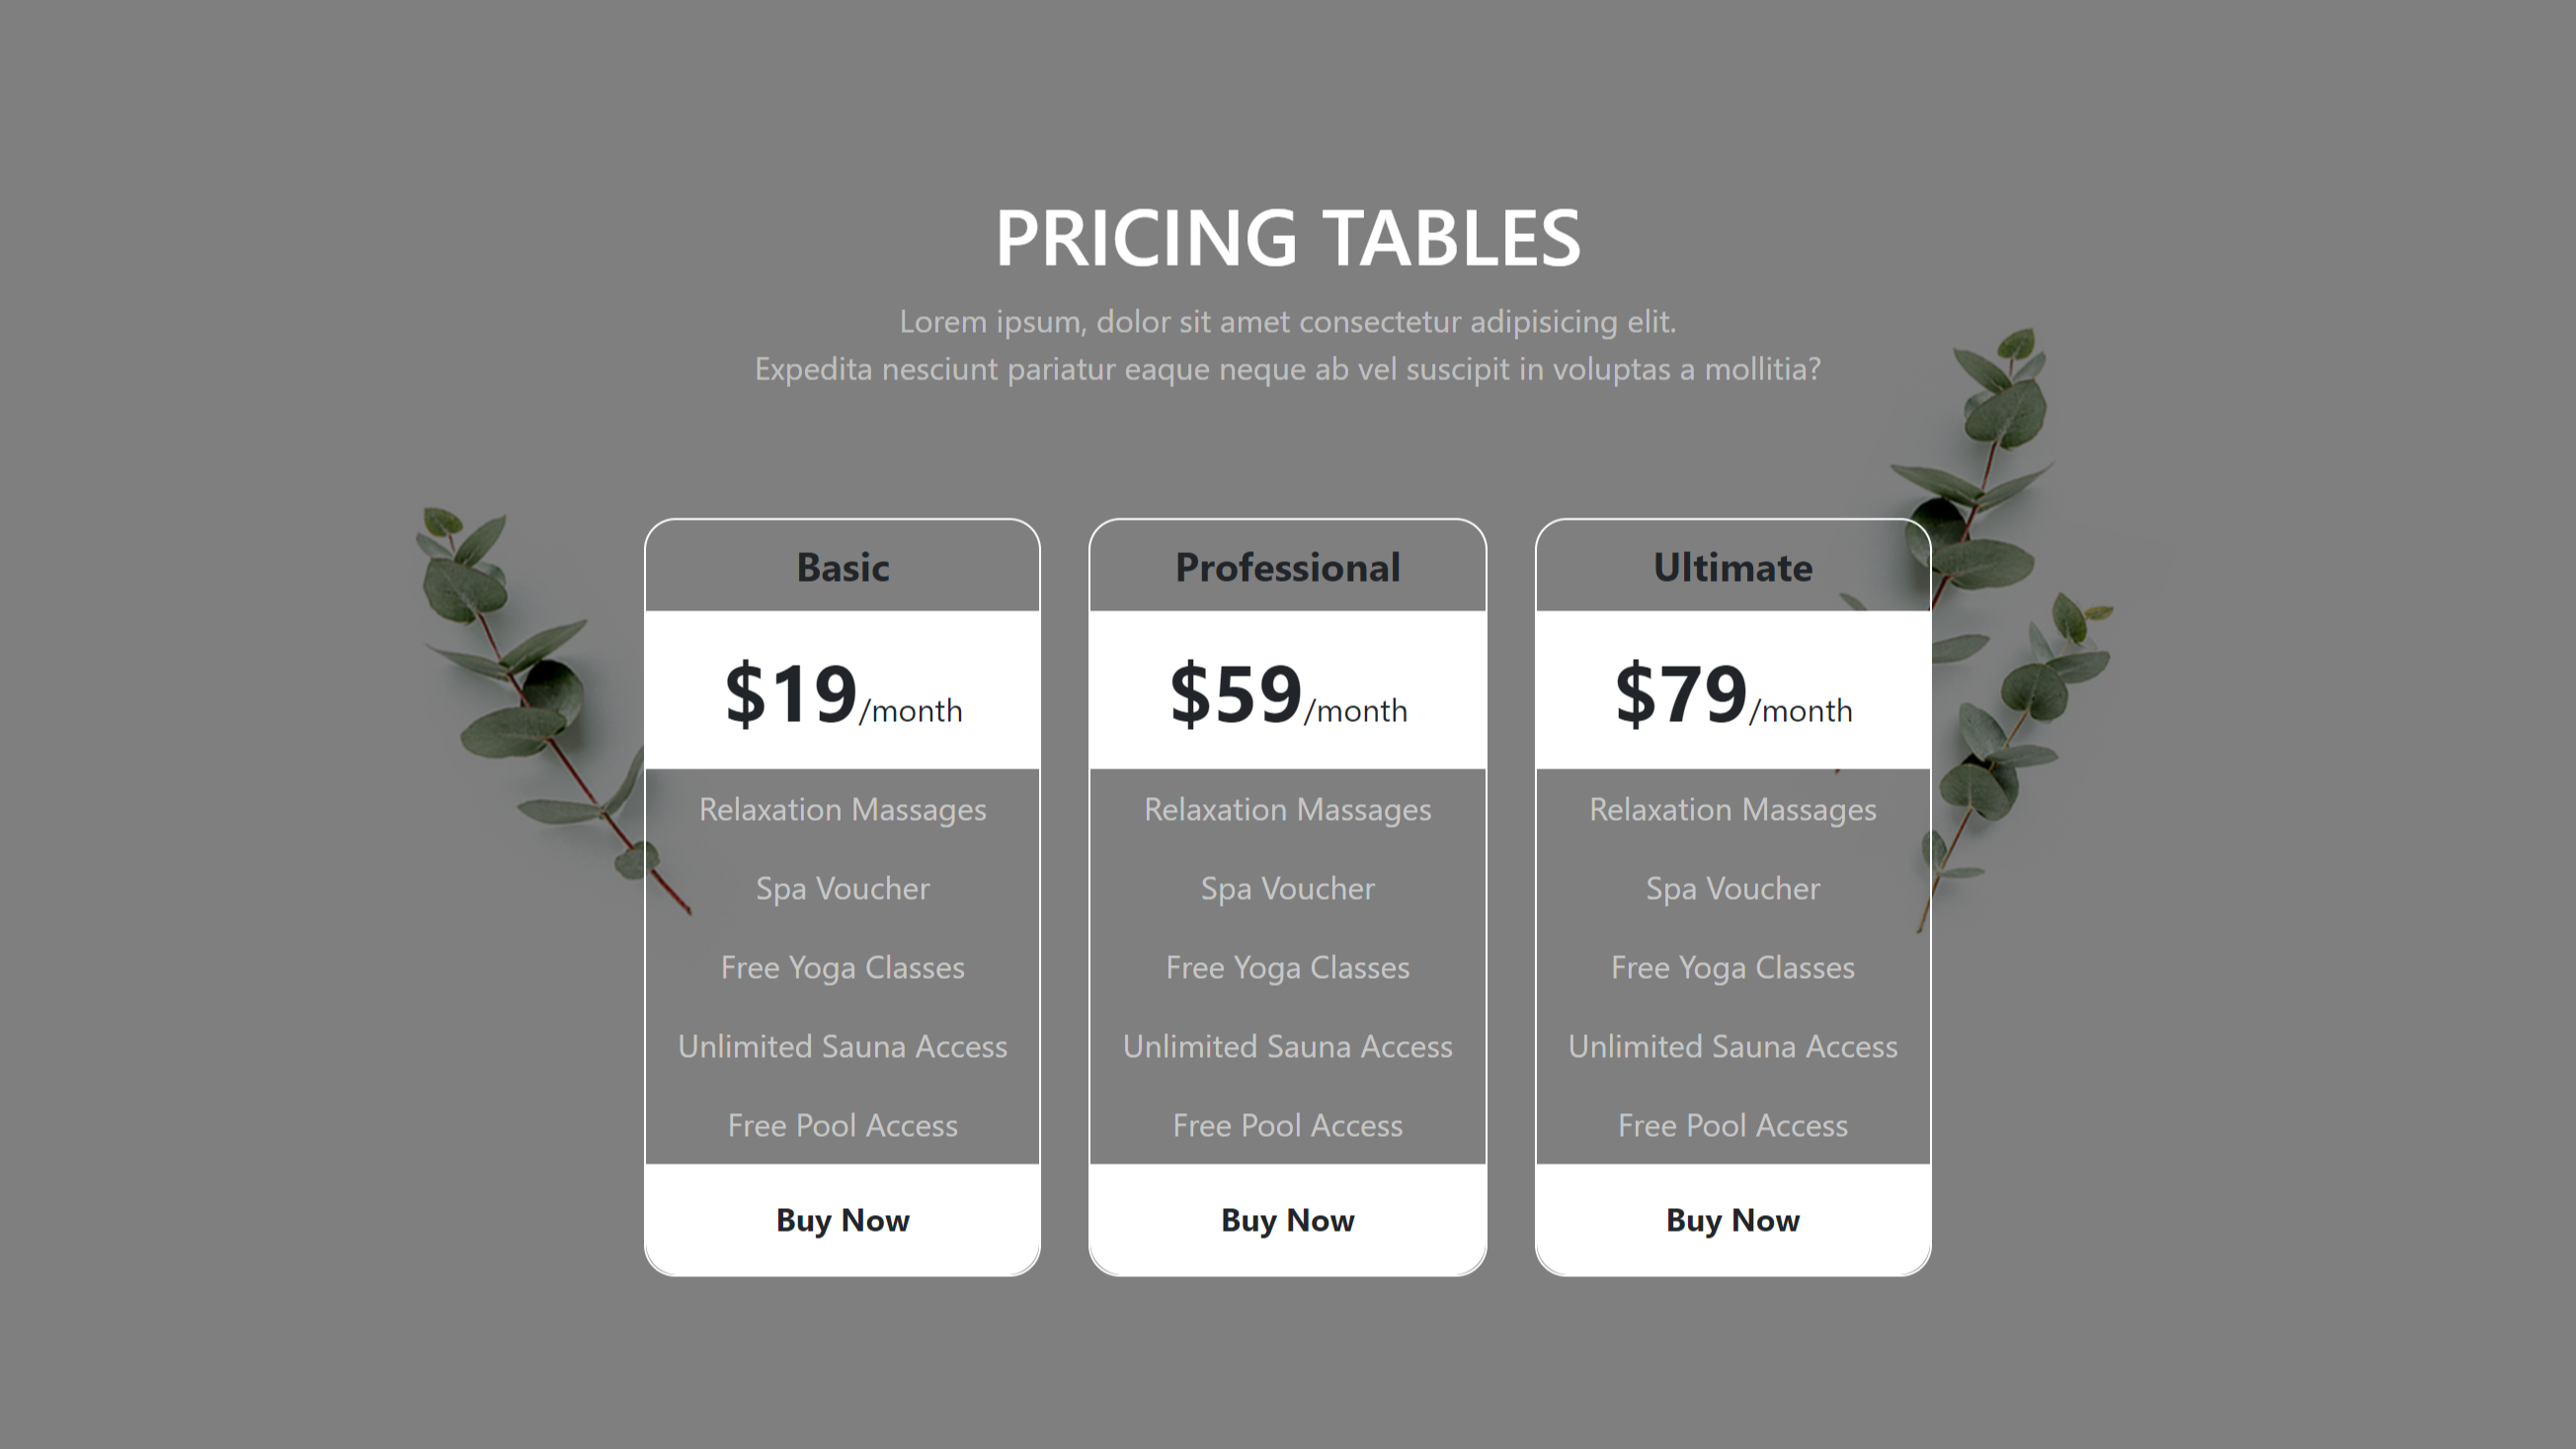 PRICING TABLES
Lorem ipsum, dolor sit amet consectetur adipisicing elit.
Expedita nesciunt pariatur eaque neque ab vel suscipit in voluptas a mollitia?
Basic
$19/month
Relaxation Massages
Spa Voucher
Free Yoga Classes
Unlimited Sauna Access
Free Pool Access
Buy Now
Professional
$59/month
Relaxation Massages
Spa Voucher
Free Yoga Classes
Unlimited Sauna Access
Free Pool Access
Buy Now
Ultimate
$79/month
Relaxation Massages
Spa Voucher
Free Yoga Classes
Unlimited Sauna Access
Free Pool Access
Buy Now